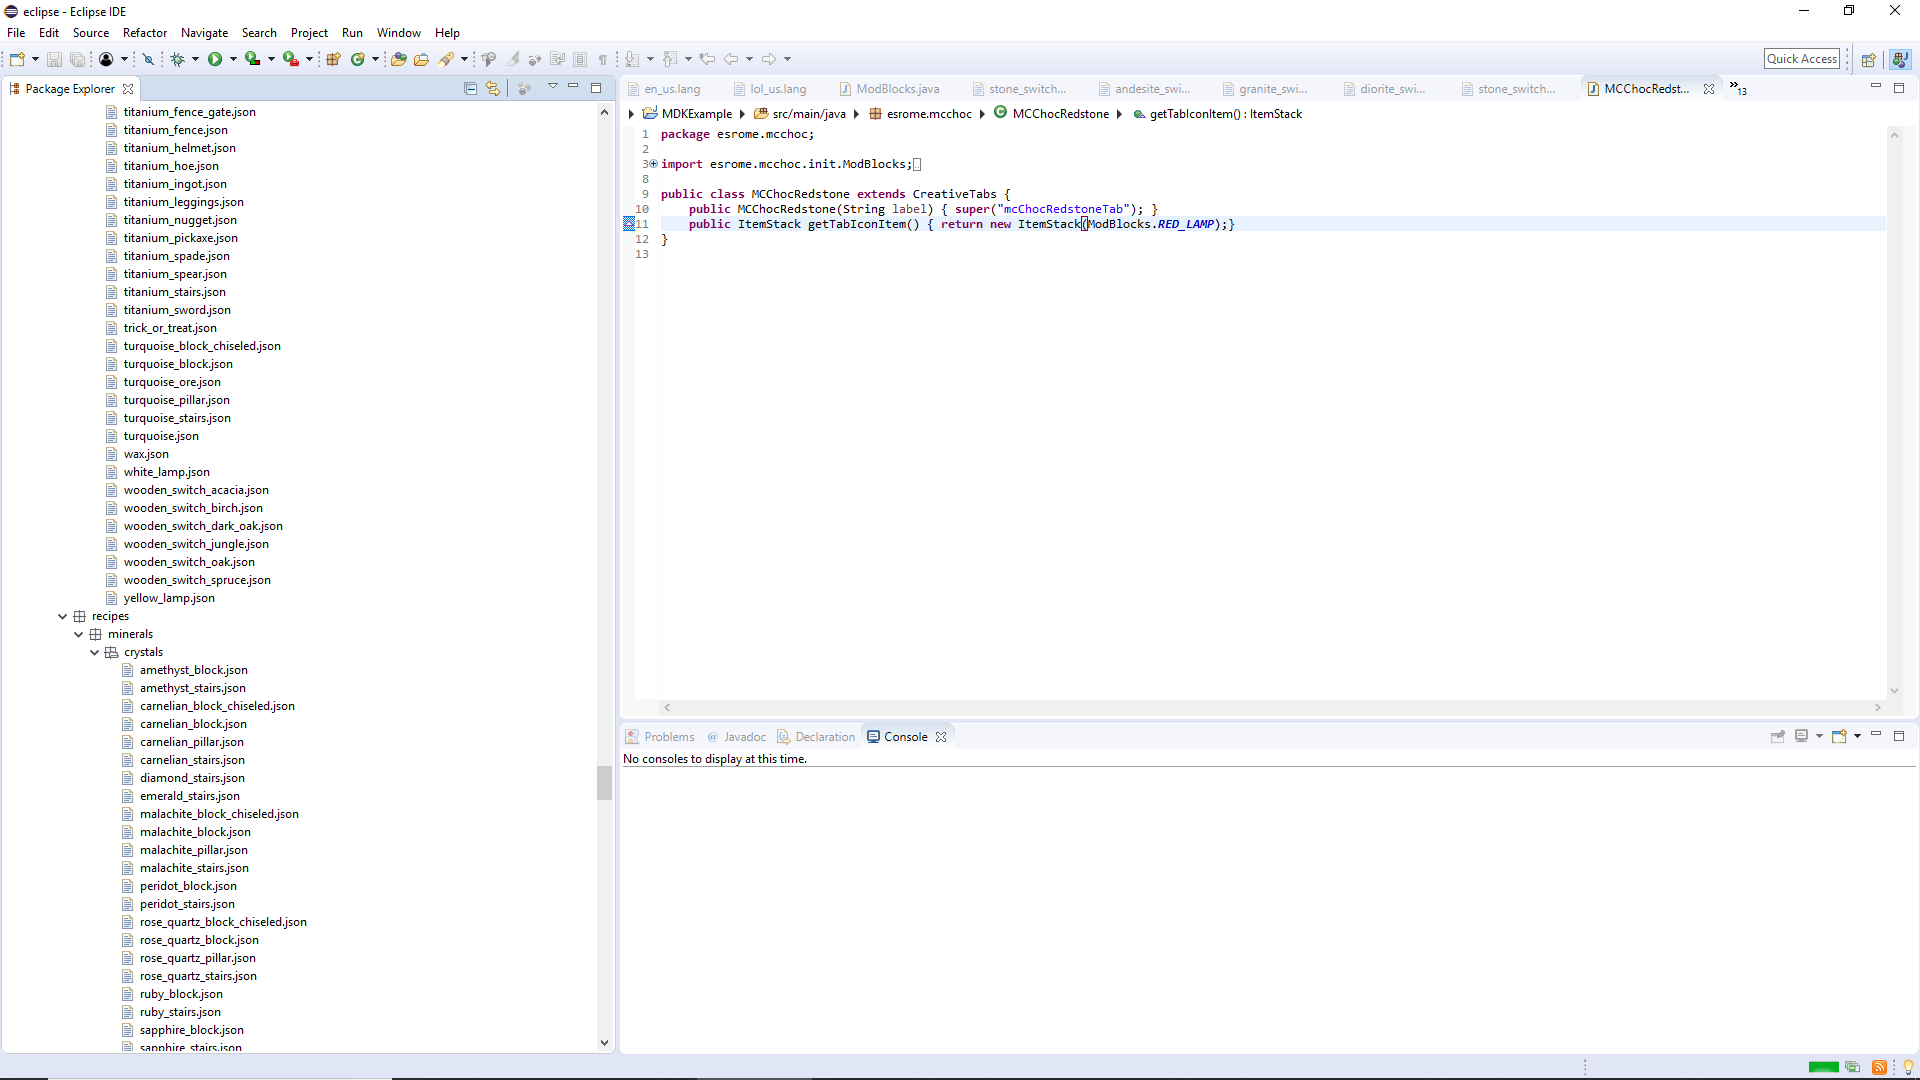 eclipse - Eclipse IDE
File Edit Source Refactor Navigate Search Project Run Window Help
Quick Access
Package Explorer
titanium_fence_gate.json
titanium_fence.json
titanium_helmet.json
titanium_hoe.json
titanium_ingot.json
titanium_leggings.json
titanium_nugget.json
titanium_pickaxe.json
titanium_spade.json
titanium_spear.json
titanium_stairs.json
titanium_sword.json
trick_or_treat.json
turquoise_block_chiseled.json
turquoise_block.json
turquoise_ore.json
turquoise_pillar.json
turquoise_stairs.json
turquoise.json
wax.json
white_lamp.json
wooden_switch_acacia.json
wooden_switch_birch.json
wooden_switch_dark_oak.json
wooden_switch_jungle.json
wooden_switch_oak.json
wooden_switch_spruce.json
yellow_lamp.json
recipes
minerals
crystals
amethyst_block.json
amethyst_stairs.json
carnelian_block_chiseled.json
carnelian_block.json
carnelian_pillar.json
carnelian_stairs.json
diamond_stairs.json
emerald_stairs.json
malachite_block_chiseled.json
malachite_block.json
malachite_pillar.json
malachite_stairs.json
peridot_block.json
peridot_stairs.json
rose_quartz_block_chiseled.json
rose_quartz_block.json
rose_quartz_pillar.json
rose_quartz_stairs.json
ruby_block.json
ruby_stairs.json
sapphire_block.json
sapphire_stairs.json
en_us.lang lol_us.lang ModBlocks.java stone_switch... andesite_swi... granite_swi... diorite_swi... stone_switch... MCChocRedst... »13
MDKExample src/main/java esrome.mcchoc MCChocRedstone getTabIconItem() : ItemStack
1 package esrome.mcchoc;
2
3 import esrome.mcchoc.init.ModBlocks;
8
9 public class MCChocRedstone extends CreativeTabs {
10 public MCChocRedstone(String label) { super("mcChocRedstoneTab"); }
11 public ItemStack getTabIconItem() { return new ItemStack(ModBlocks.RED_LAMP);}
12 }
13
Problems Javadoc Declaration Console
No consoles to display at this time.